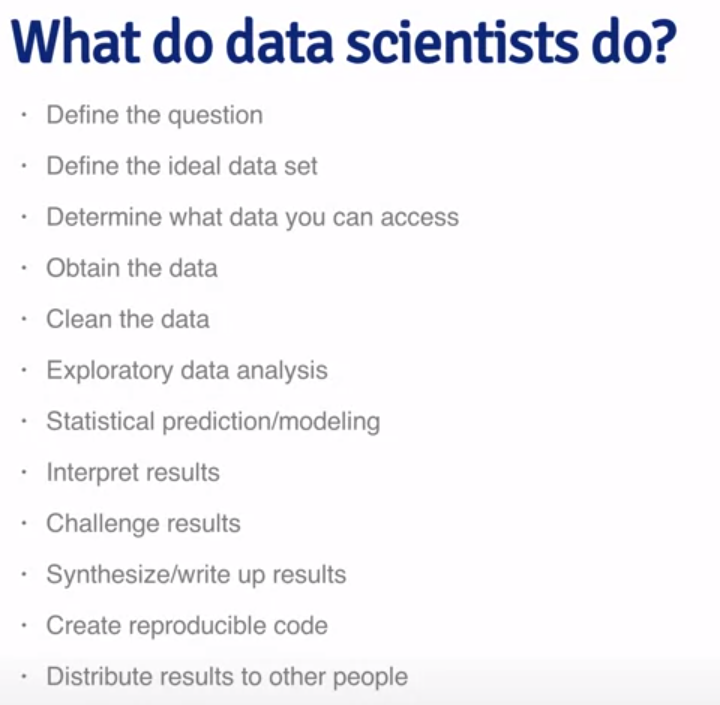 What do data scientists do?
· Define the question
· Define the ideal data set
· Determine what data you can access
· Obtain the data
· Clean the data
· Exploratory data analysis
· Statistical prediction/modeling
· Interpret results
· Challenge results
· Synthesize/write up results
· Create reproducible code
· Distribute results to other people